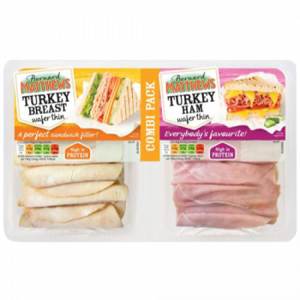 Bernard
MATTHEWS
TURKEY
BREAST
wafer thin
A perfect sandwich filler!
High in
PROTEIN
COMBI PACK
Bernard
MATTHEWS
TURKEY
HAM
wafer thin
Everybody's favourite!
High in
PROTEIN